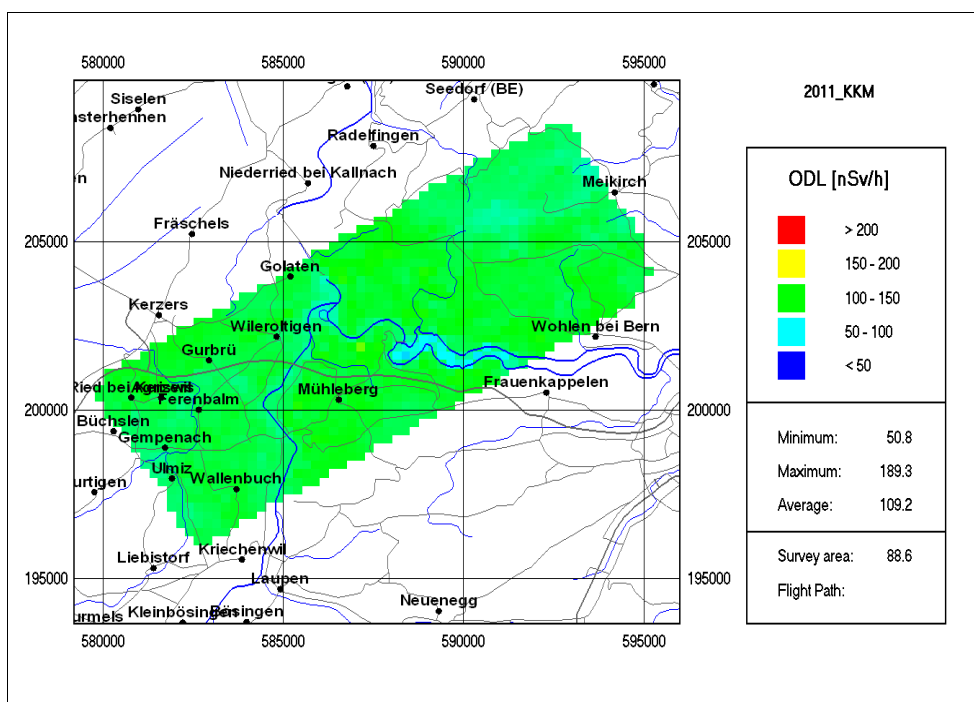 580000 585000 590000 595000
Siselen
Seedorf (BE)
Radelfingen
Niederried bei Kallnach
Meikirch
Fräschels
205000 205000
Golaten
Kerzers
Wileroltigen
Wohlen bei Bern
Gurbrü
Frauenkappelen
Ried bei
Mühleberg
Ferenbalm
200000 200000
Büchslen
Gempenach
Ulmiz
Wallenbuch
Kriechenwil
Liebistorf
195000 195000
Laupen
Neuenegg
Kleinbösingen
Bösingen
580000 585000 590000 595000
2011_KKM
ODL [nSv/h]
> 200
150 - 200
100 - 150
50 - 100
< 50
Minimum: 50.8
Maximum: 189.3
Average: 109.2
Survey area: 88.6
Flight Path: